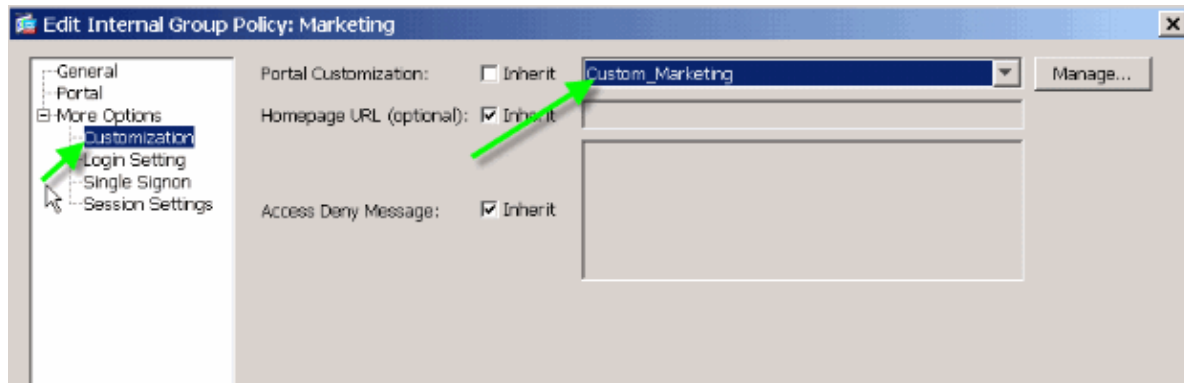 Edit Internal Group Policy: Marketing
General
Portal
More Options
Customization
Login Setting
Single Signon
Session Settings
Portal Customization: Inherit Custom_Marketing Manage...
Homepage URL (optional): Inherit
Access Deny Message: Inherit